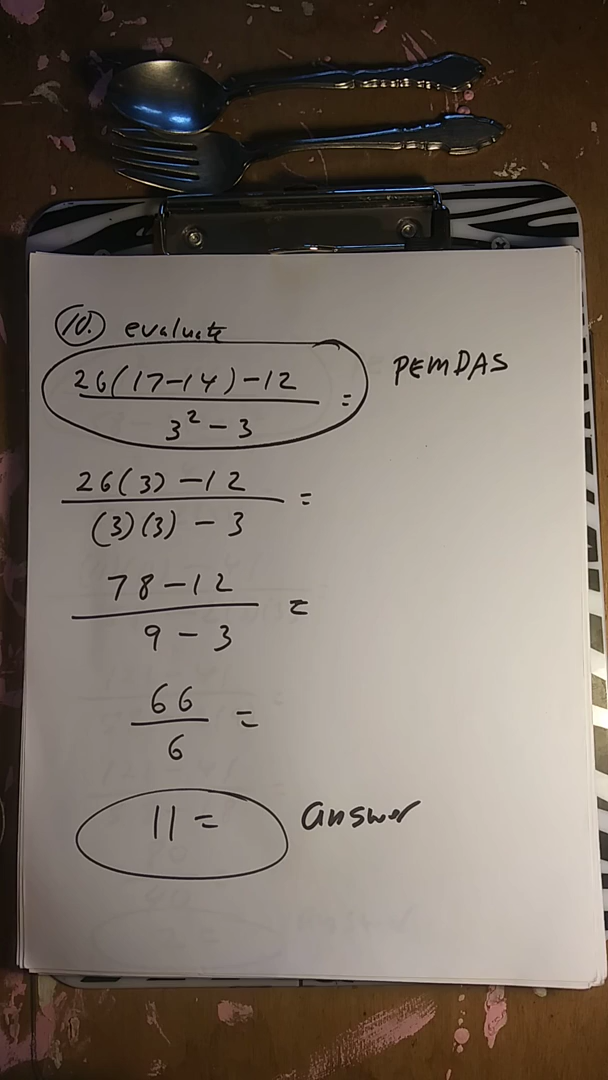 10. evaluate
26(17-14)-12 =
3² - 3
PEMDAS
26(3) -12 =
(3)(3) - 3
78-12 =
9 - 3
66 =
6
11 = answer